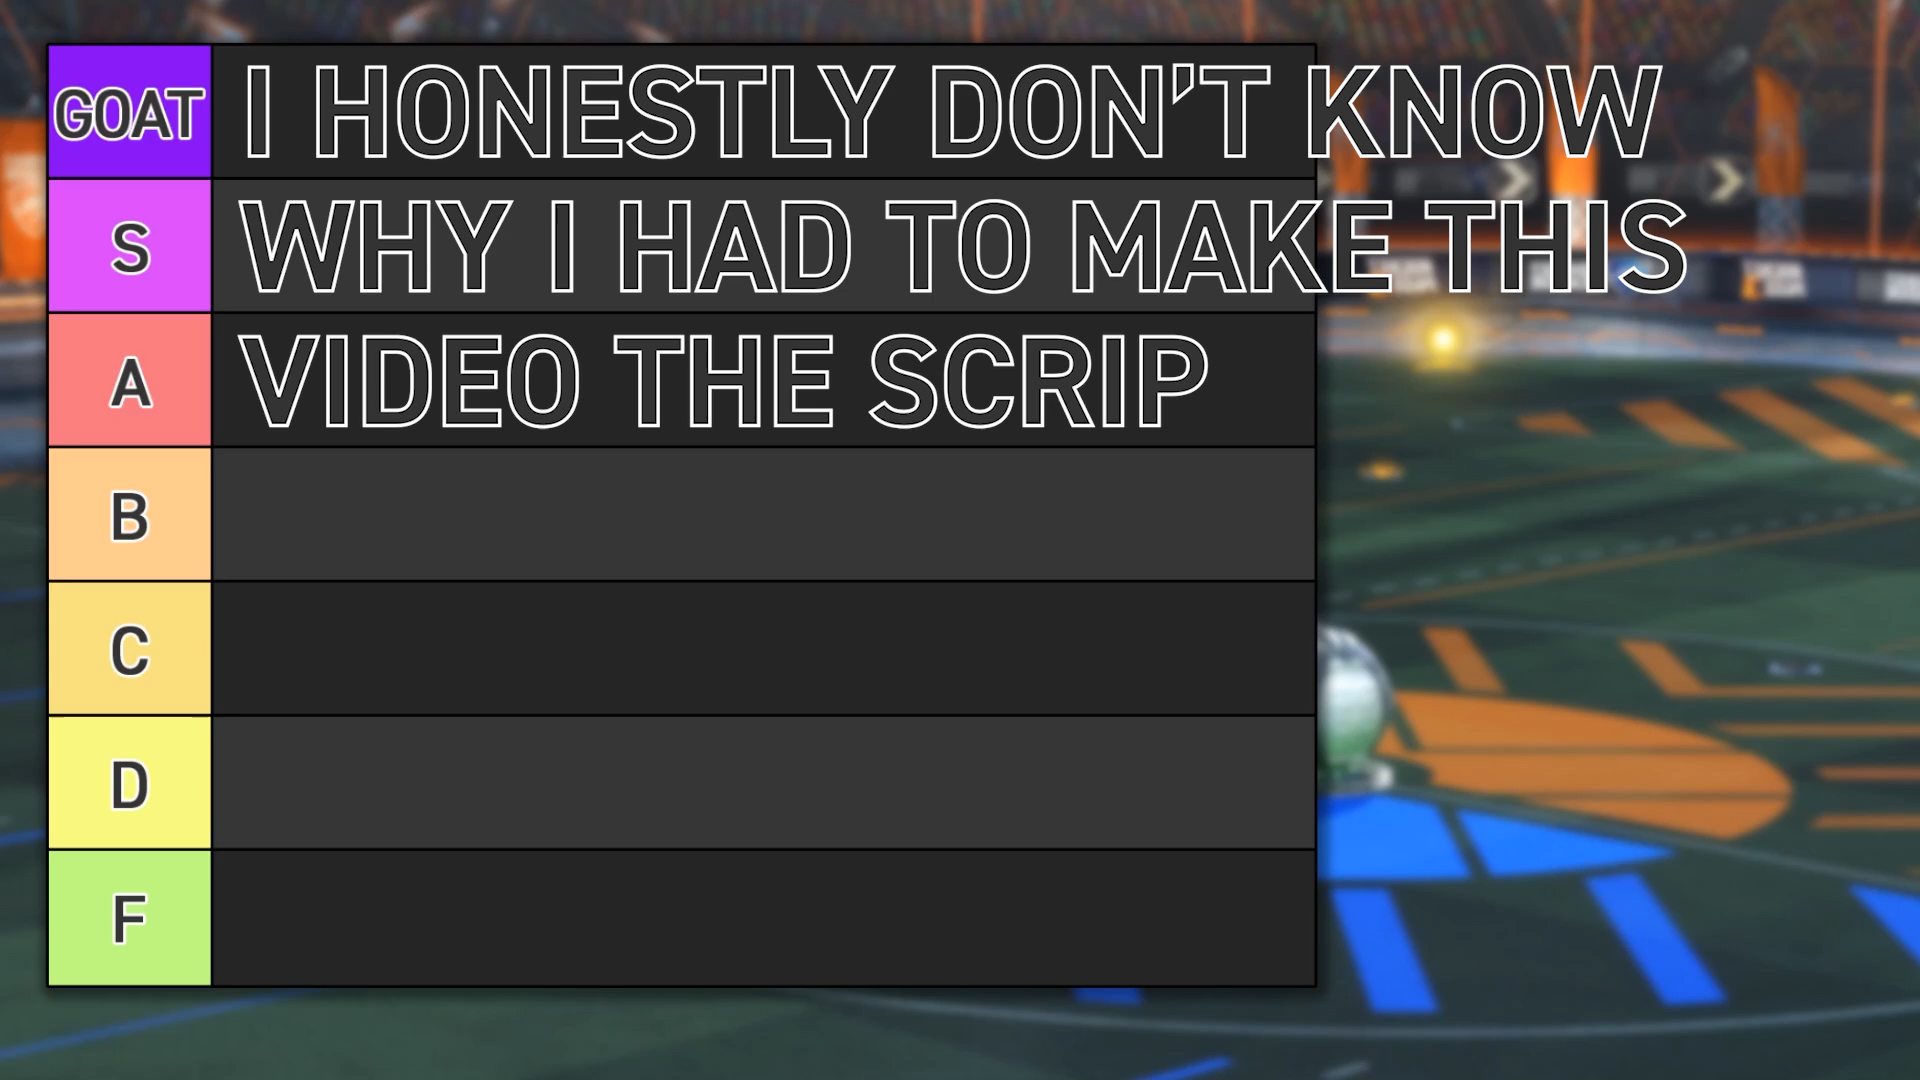 GOAT I HONESTLY DON'T KNOW
S WHY I HAD TO MAKE THIS
A VIDEO THE SCRIP
B
C
D
F